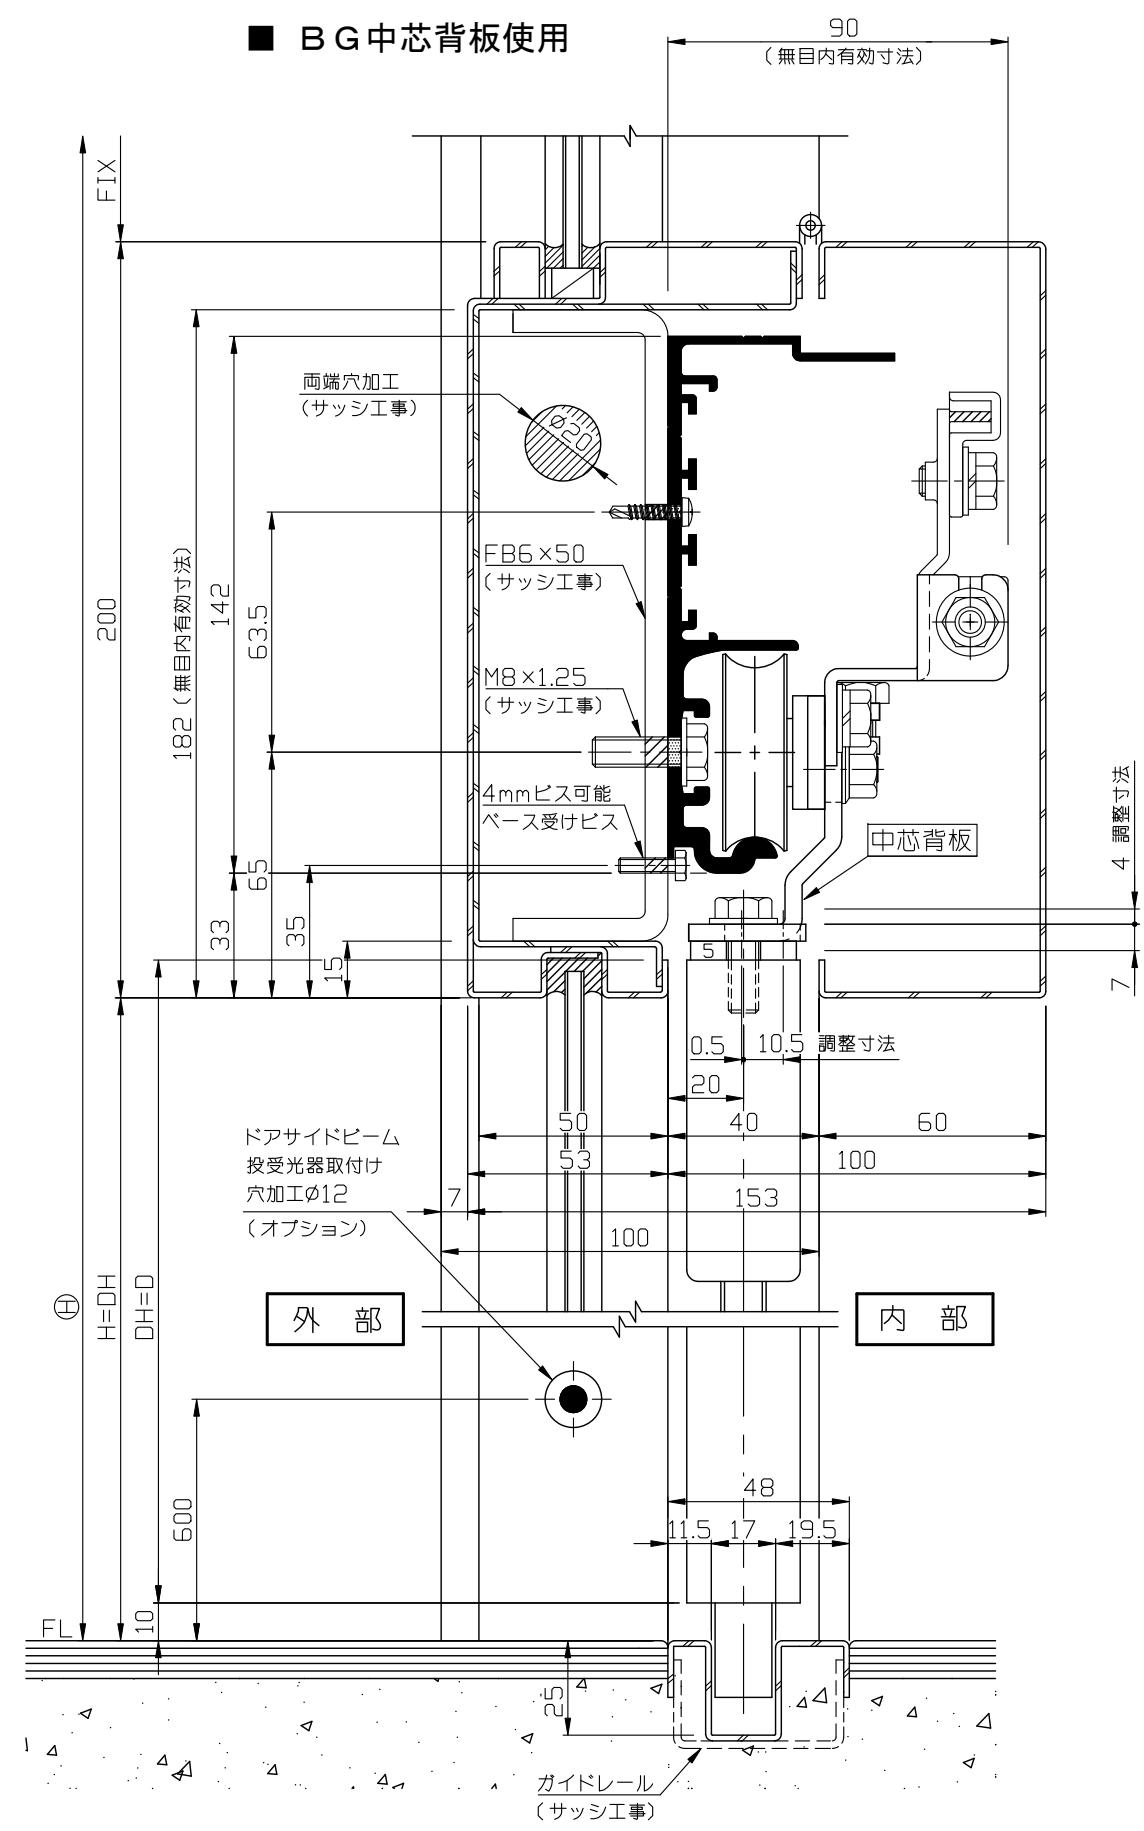 ■ ＢＧ中芯背板使用
90
(無目内有効寸法)
FIX
両端穴加工
(サッシ工事)
ø20
FB6×50
(サッシ工事)
200
182 (無目内有効寸法)
142
63.5
M8×1.25
(サッシ工事)
4mmビス可能
ベース受けビス
中芯背板
4 調整寸法
7
65
33
35
15
5
0.5
10.5 調整寸法
20
50
40
60
53
100
7
153
100
ドアサイドビーム
投受光器取付け
穴加工ø12
(オプション)
Ⓗ
H=DH
DH=D
外 部
内 部
600
48
11.5
17
19.5
10
FL
25
ガイドレール
(サッシ工事)